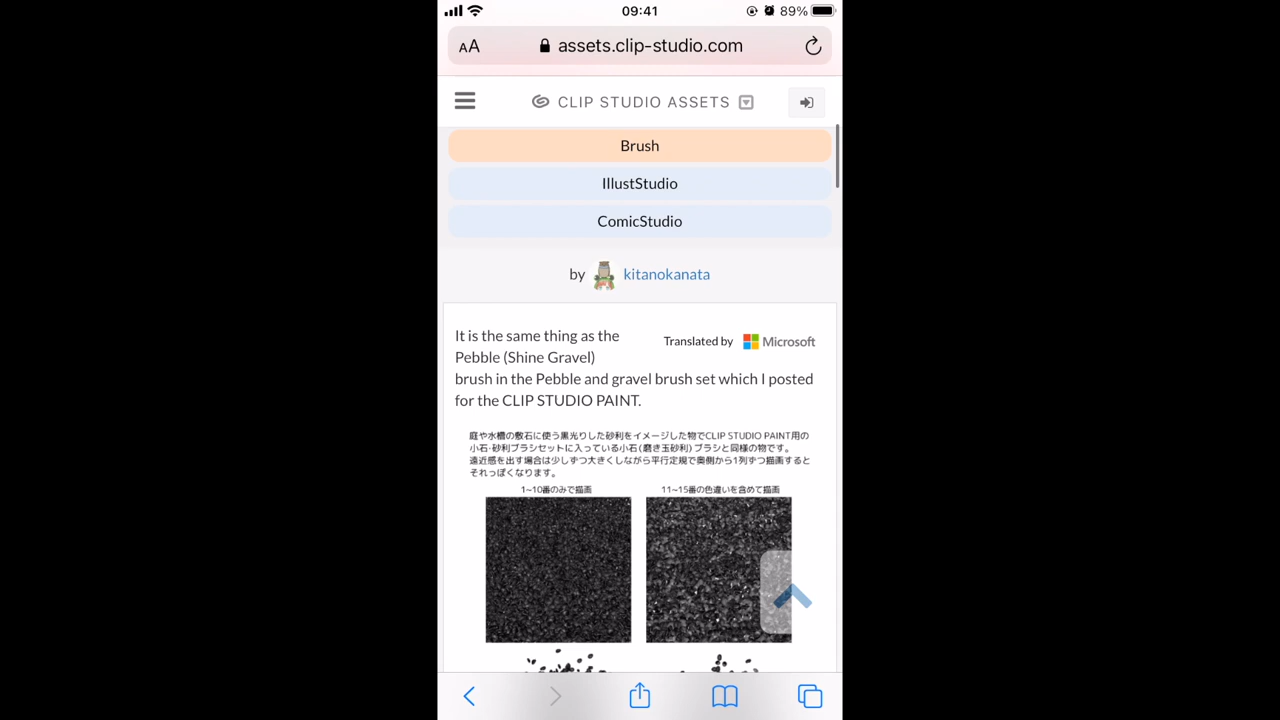 09:41
89%
AA
assets.clip-studio.com
CLIP STUDIO ASSETS
Brush
IllustStudio
ComicStudio
by kitanokanata
It is the same thing as the
Translated by Microsoft
Pebble (Shine Gravel)
brush in the Pebble and gravel brush set which I posted
for the CLIP STUDIO PAINT.
庭や水槽の敷石に使う黒光りした砂利をイメージした物でCLIP STUDIO PAINT用の
小石・砂利ブラシセットに入っている小石(磨き玉砂利)ブラシと同様の物です。
遠近感を出す場合は少しずつ大きくしながら平行定規で奥側から1列ずつ描画すると
それっぽくなります。
1~10番のみで描画
11~15番の色違いを含めて描画